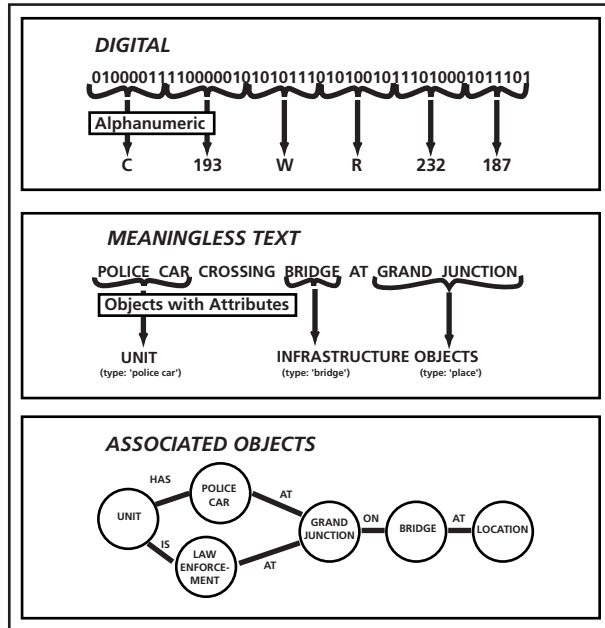 DIGITAL
01000011110000010101011101010010111010001011101
Alphanumeric
C 193 W R 232 187
MEANINGLESS TEXT
POLICE CAR CROSSING BRIDGE AT GRAND JUNCTION
Objects with Attributes
UNIT INFRASTRUCTURE OBJECTS
(type: 'police car') (type: 'bridge') (type: 'place')
ASSOCIATED OBJECTS
HAS
POLICE
CAR
AT
UNIT
GRAND
JUNCTION
ON
BRIDGE
AT
LOCATION
IS
LAW
ENFORCE-
MENT
AT